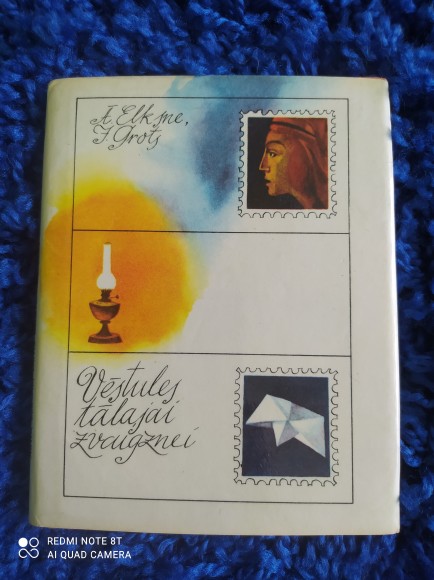 Ā. Elksne,
J. Grots
Vēstules
tālajai
zvaigznei
REDMI NOTE 8T
AI QUAD CAMERA